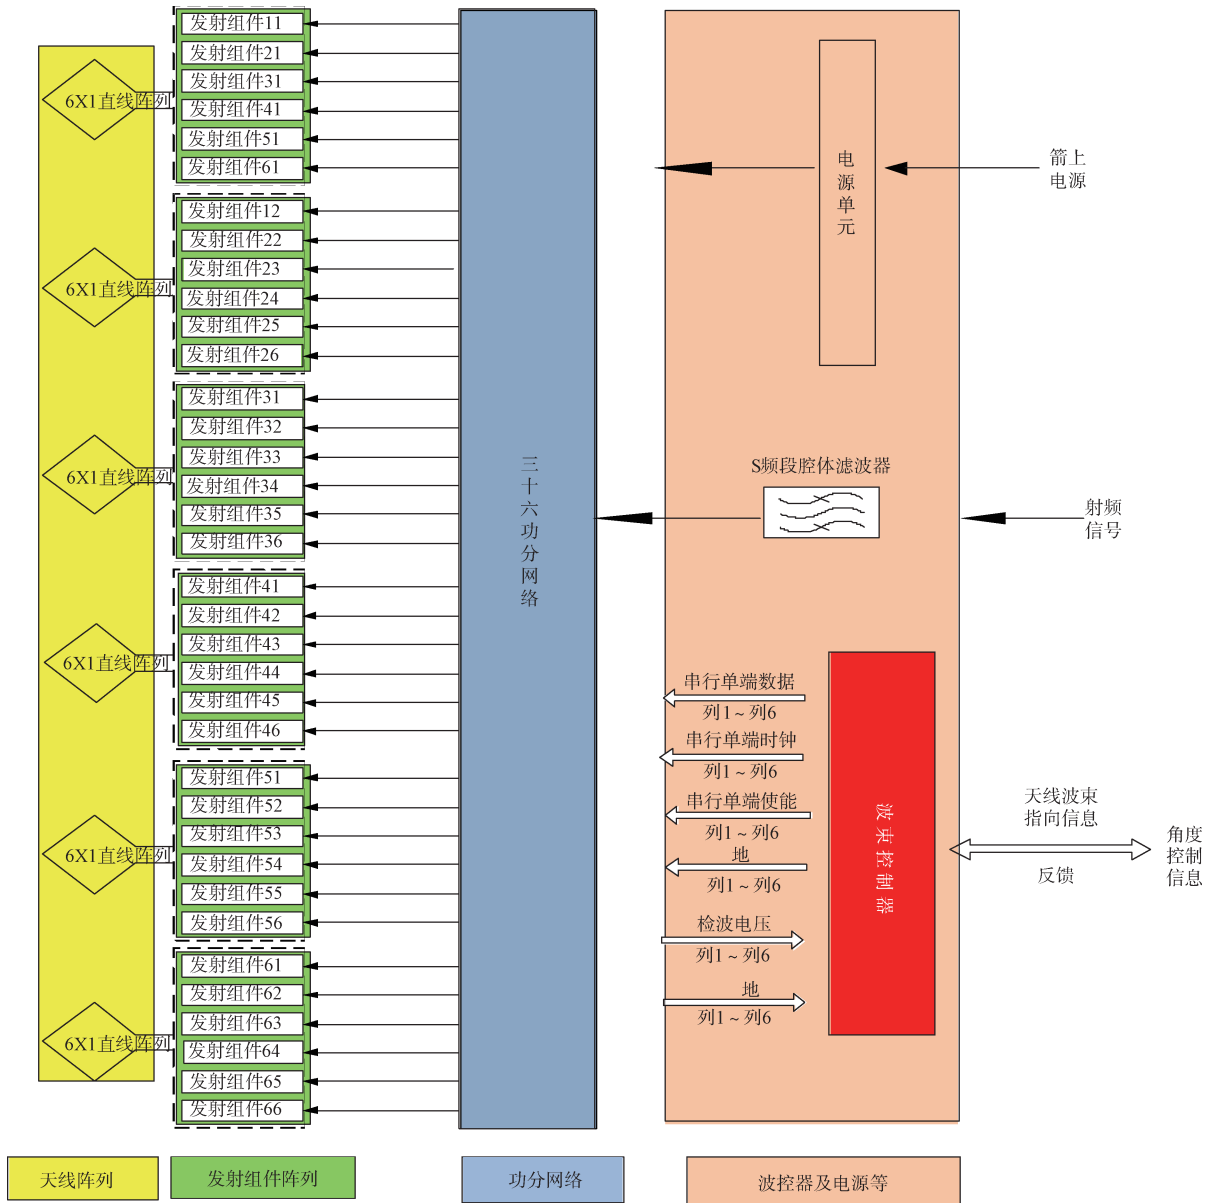 发射组件11
发射组件21
发射组件31
发射组件41
发射组件51
发射组件61
6X1直线阵列
发射组件12
发射组件22
发射组件23
发射组件24
发射组件25
发射组件26
6X1直线阵列
发射组件31
发射组件32
发射组件33
发射组件34
发射组件35
发射组件36
6X1直线阵列
发射组件41
发射组件42
发射组件43
发射组件44
发射组件45
发射组件46
6X1直线阵列
发射组件51
发射组件52
发射组件53
发射组件54
发射组件55
发射组件56
6X1直线阵列
发射组件61
发射组件62
发射组件63
发射组件64
发射组件65
发射组件66
6X1直线阵列
三十六功分网络
电源单元
箭上
电源
S频段腔体滤波器
射频
信号
串行单端数据
列1~列6
串行单端时钟
列1~列6
串行单端使能
列1~列6
地
列1~列6
检波电压
列1~列6
地
列1~列6
波束控制器
天线波束
指向信息
反馈
角度
控制
信息
天线阵列
发射组件阵列
功分网络
波控器及电源等